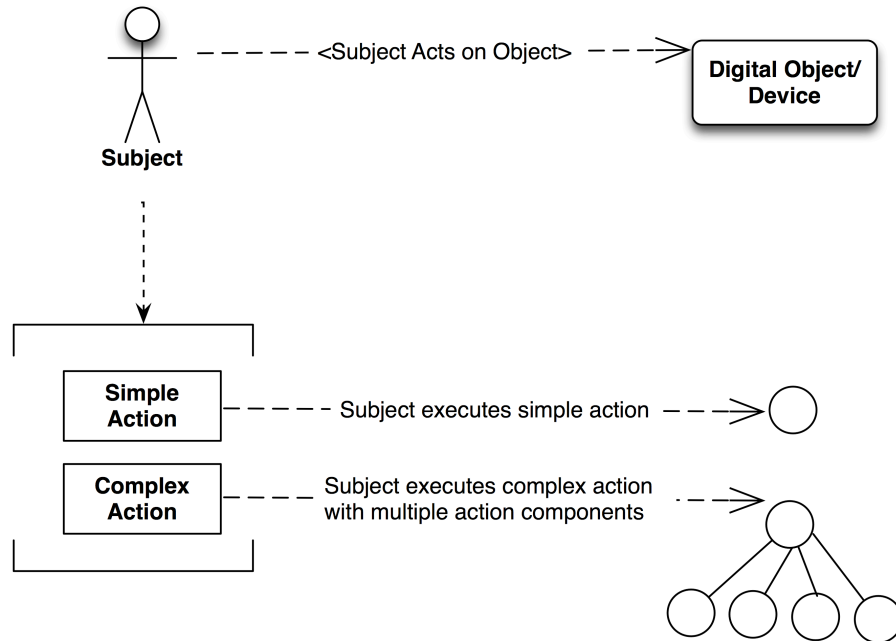 <Subject Acts on Object>
Digital Object/
Device
Subject
Simple
Action
Subject executes simple action
Complex
Action
Subject executes complex action
with multiple action components